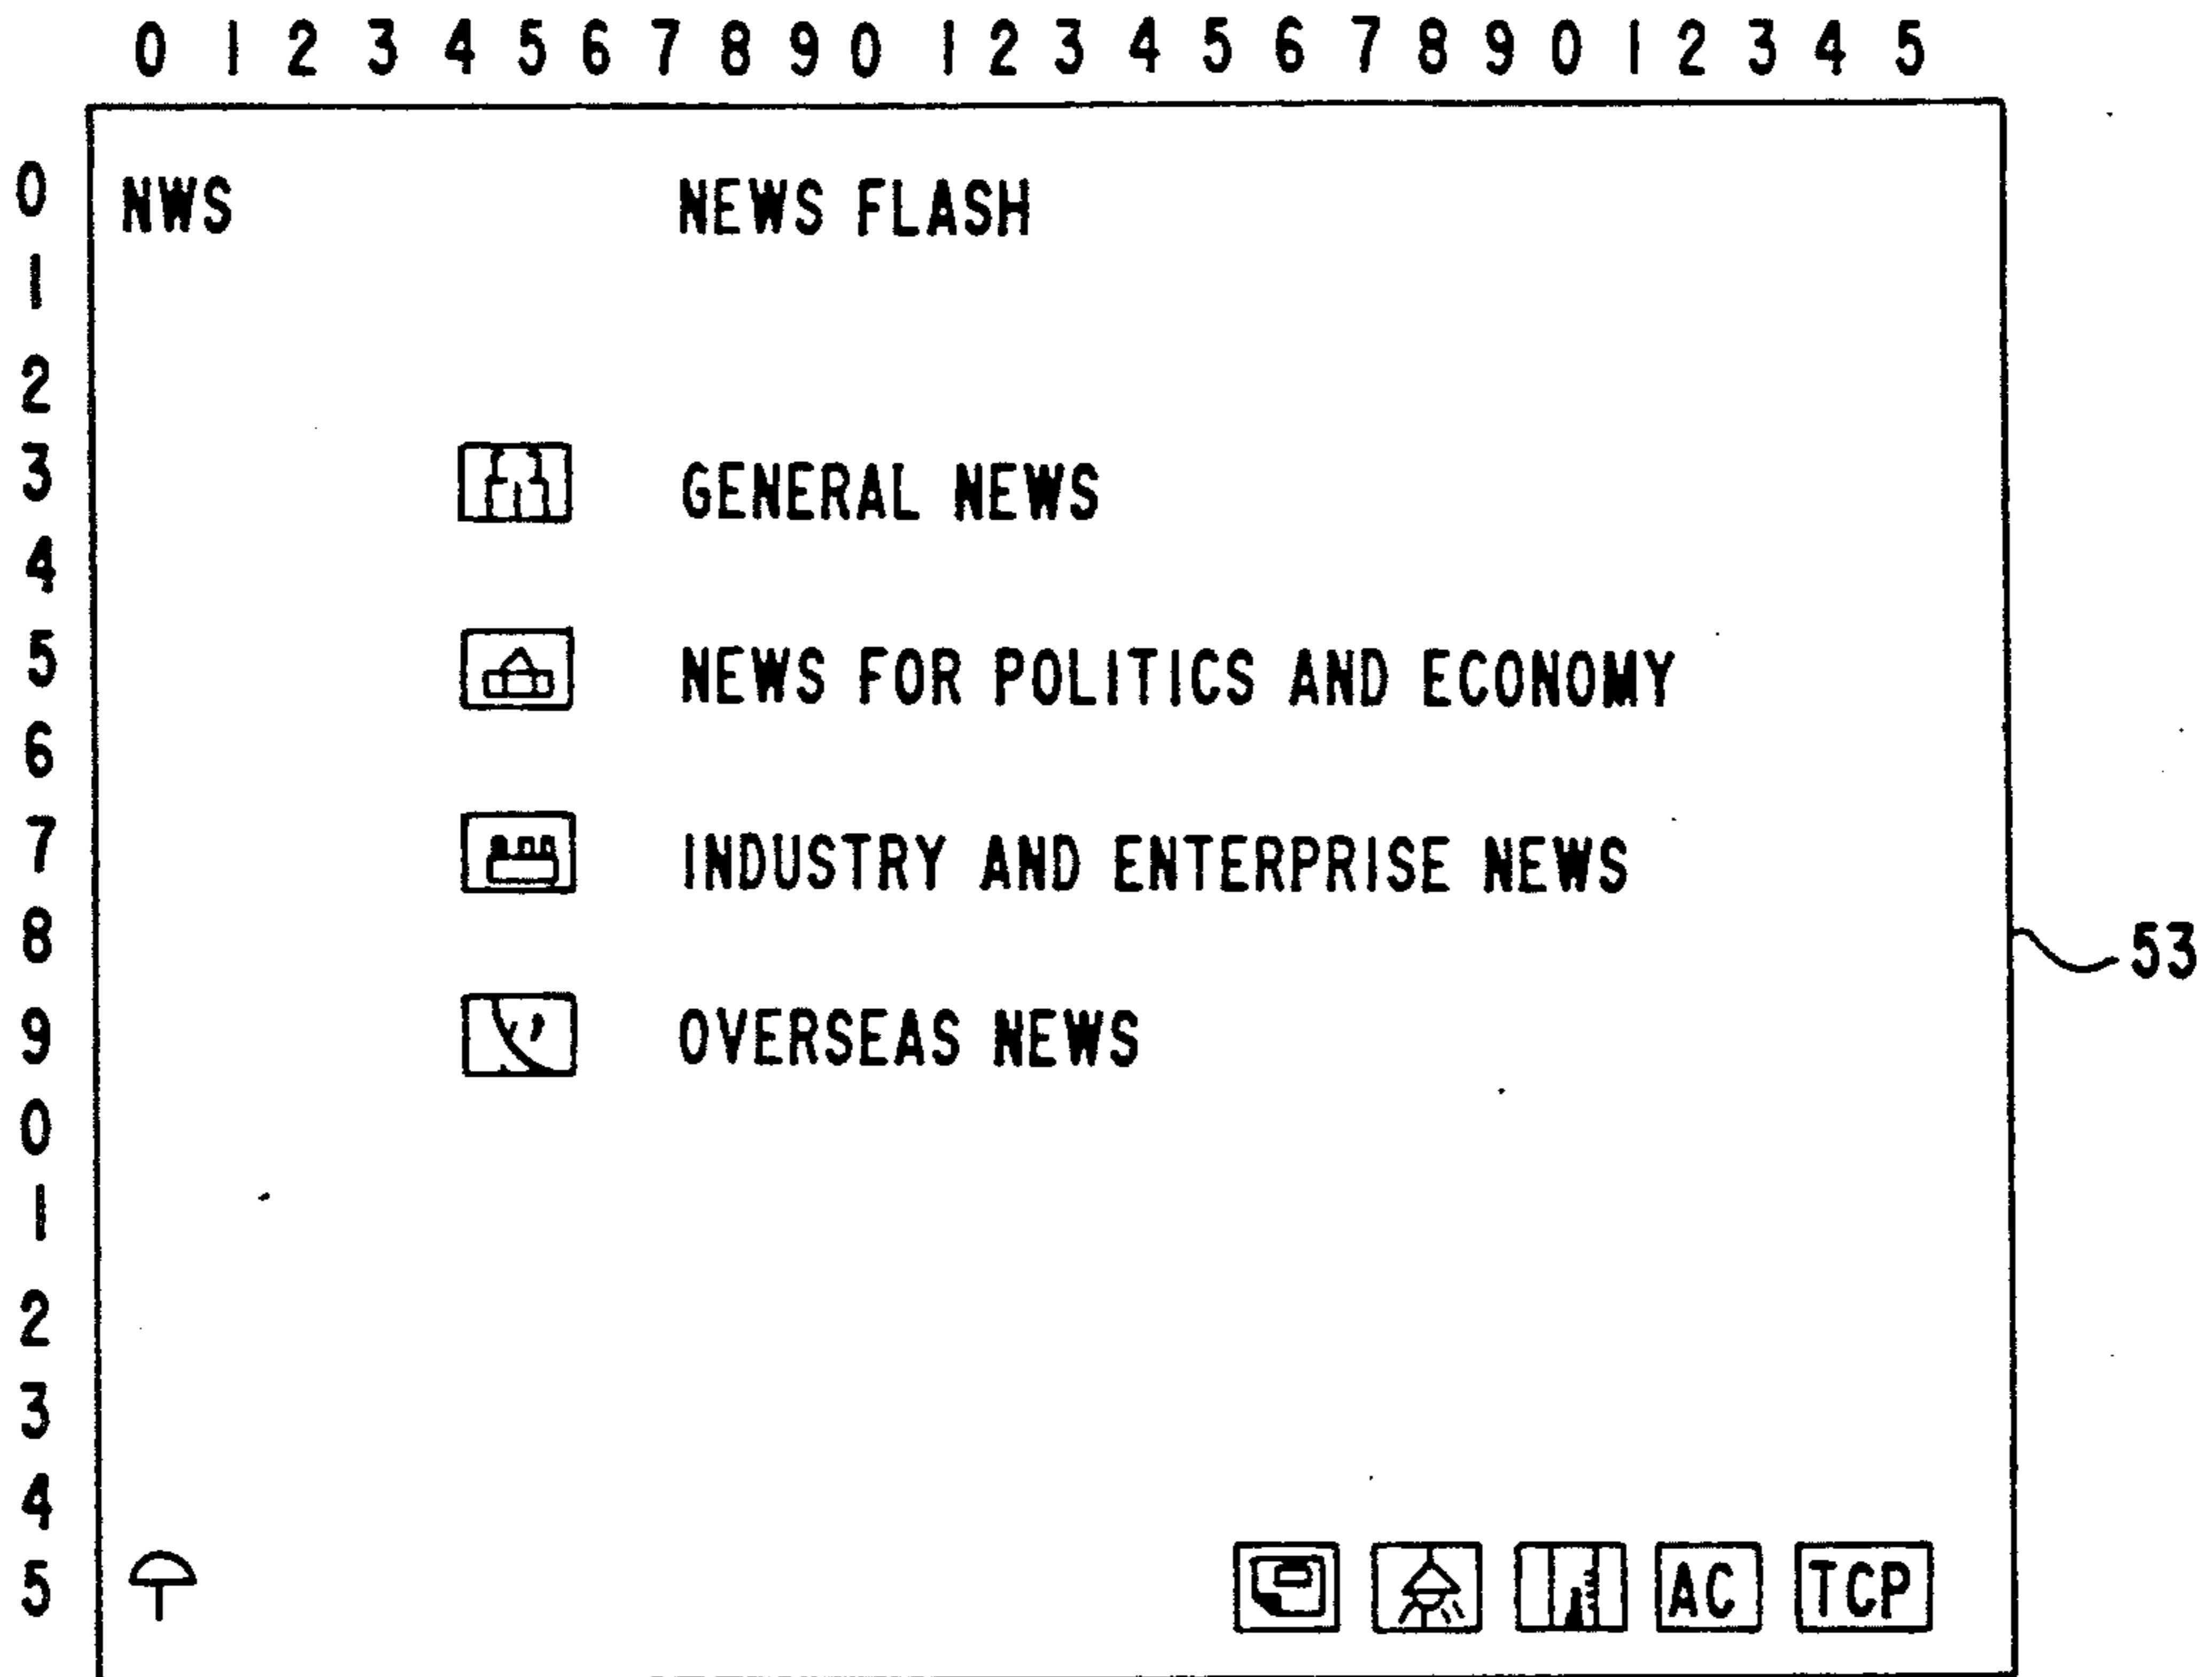 0 1 2 3 4 5 6 7 8 9 0 1 2 3 4 5 6 7 8 9 0 1 2 3 4 5
0 NWS NEWS FLASH
1
2
3 GENERAL NEWS
4
5 NEWS FOR POLITICS AND ECONOMY
6
7 INDUSTRY AND ENTERPRISE NEWS
8 53
9 OVERSEAS NEWS
0
1
2
3
4
5 AC TCP